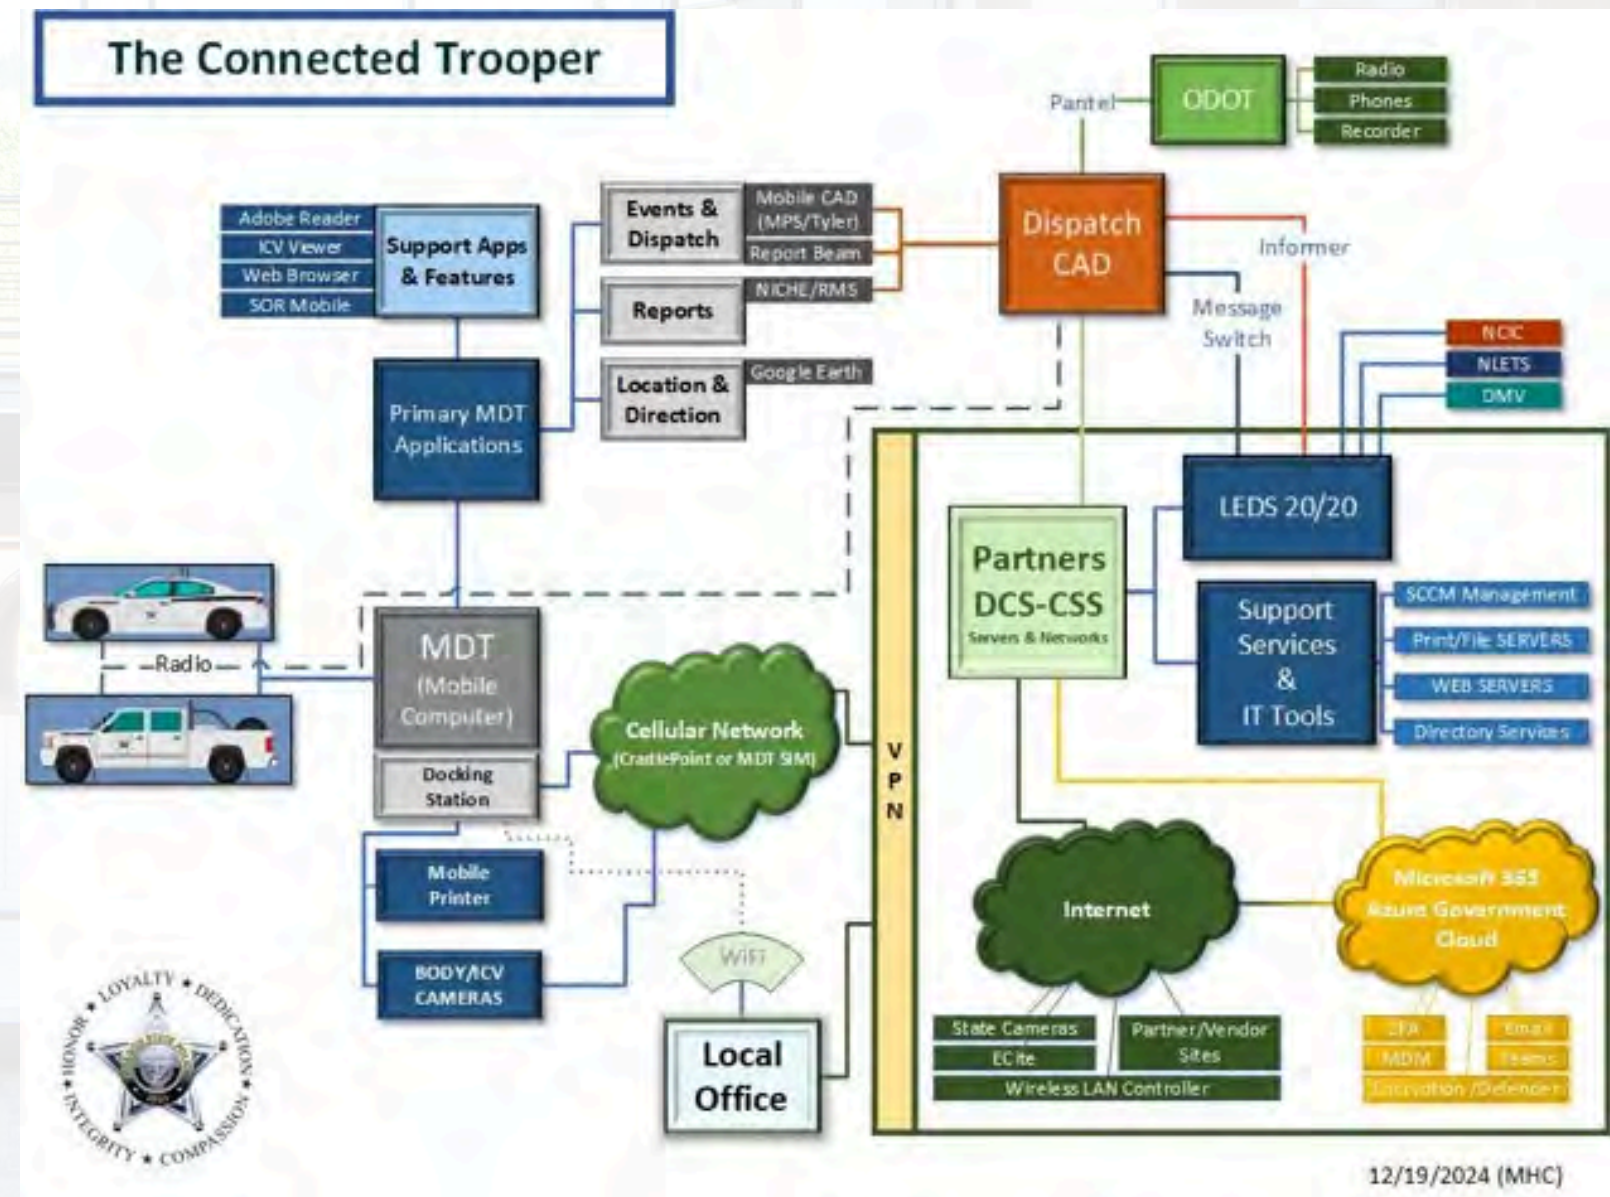 The Connected Trooper
Pantel
ODOT
Radio
Phones
Recorder
Adobe Reader
ICV Viewer
Web Browser
SOR Mobile
Support Apps
& Features
Events &
Dispatch
Mobile CAD
(MPS/Tyler)
Report Beam
NICHE/RMS
Reports
Location &
Direction
Google Earth
Dispatch
CAD
Informer
Message
Switch
NCIC
NLETS
DMV
Primary MDT
Applications
LEDS 20/20
Partners
DCS-CSS
Servers & Networks
Support
Services
&
IT Tools
SCCM Management
Print/File SERVERS
WEB SERVERS
Directory Services
Radio
MDT
(Mobile
Computer)
Docking
Station
Cellular Network
(CradlePoint or MDT SIM)
V
P
N
Mobile
Printer
BODY/ICV
CAMERAS
WiFi
Local
Office
Internet
Microsoft 365
Azure Government
Cloud
State Cameras
ECite
Partner/Vendor
Sites
Wireless LAN Controller
2FA
MDM
Email
Teams
Encryption /Defender
HONOR ★ LOYALTY ★ DEDICATION ★
★ INTEGRITY ★ COMPASSION
12/19/2024 (MHC)